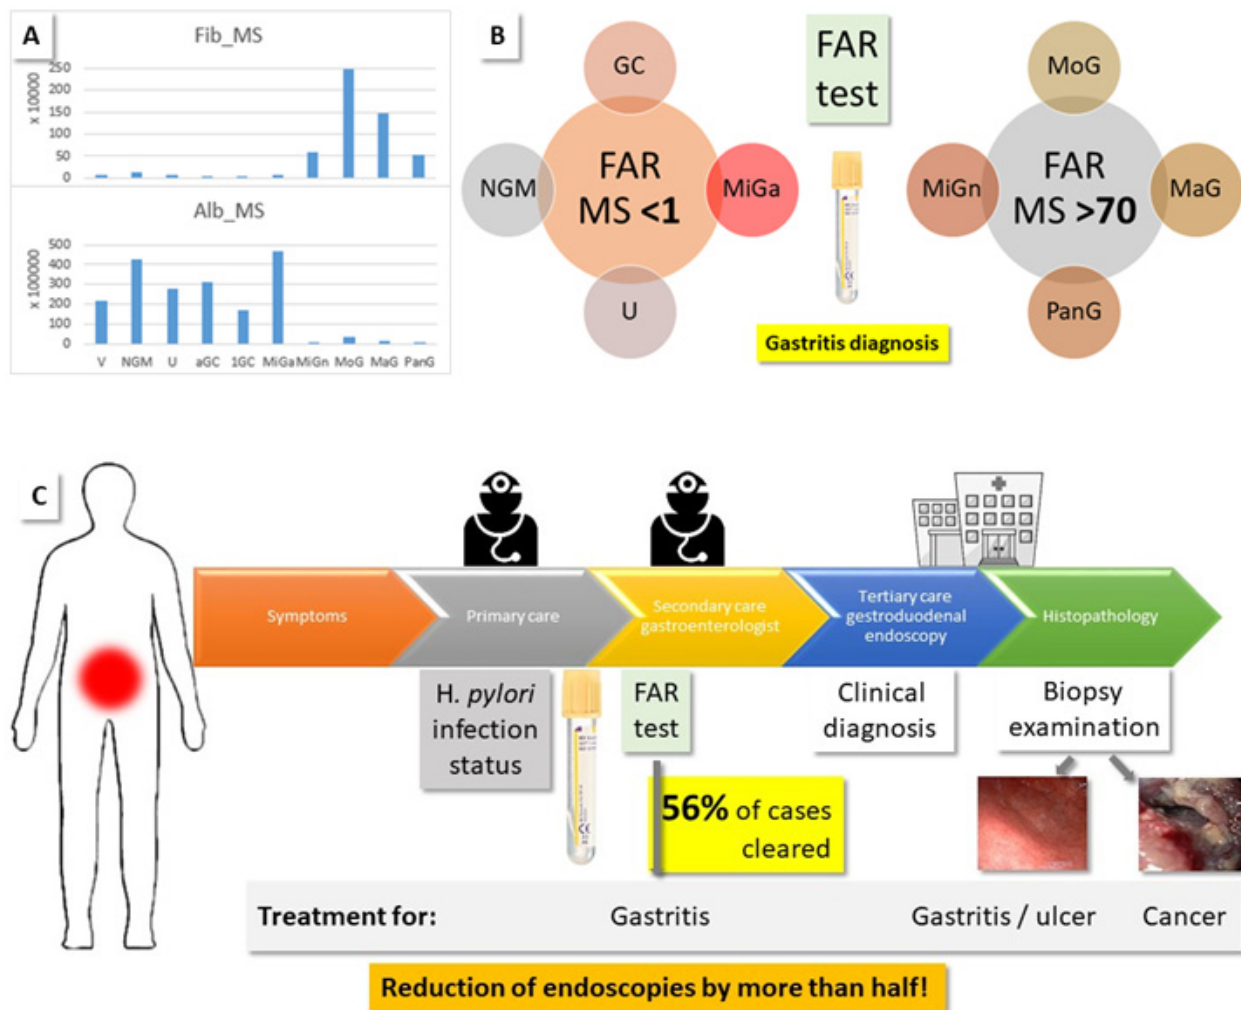 A
Fib_MS
x 10000
250
200
150
100
50
0
Alb_MS
x 100000
500
400
300
200
100
0
V NGM U aGC 1GC MiGa MiGn MoG MaG PanG
B
GC
NGM
FAR
MS <1
MiGa
U
FAR
test
Gastritis diagnosis
MoG
MiGn
FAR
MS >70
MaG
PanG
C
Symptoms
Primary care
Secondary care
gastroenterologist
Tertiary care
gestroduodenal
endoscopy
Histopathology
H. pylori
infection
status
FAR
test
56% of cases
cleared
Clinical
diagnosis
Biopsy
examination
Treatment for:
Gastritis
Gastritis / ulcer
Cancer
Reduction of endoscopies by more than half!